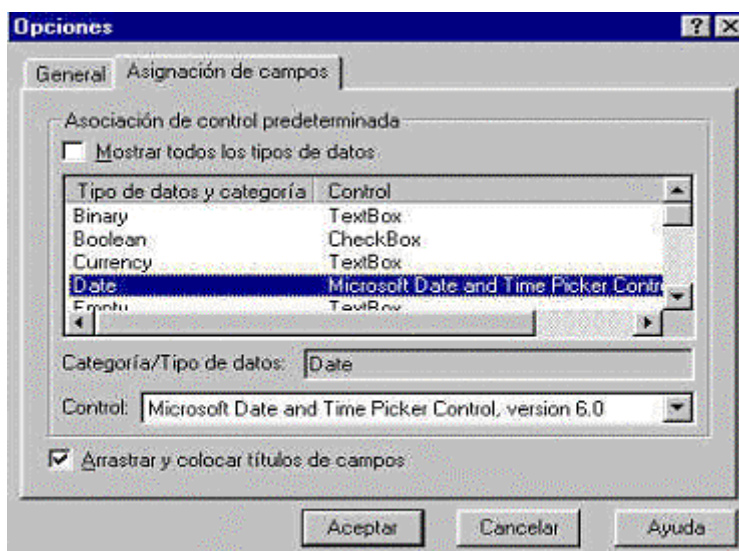 Opciones
General Asignación de campos
Asociación de control predeterminada
Mostrar todos los tipos de datos
Tipo de datos y categoría Control
Binary TextBox
Boolean CheckBox
Currency TextBox
Date Microsoft Date and Time Picker Contr
Empty TextBox
Categoría/Tipo de datos: Date
Control: Microsoft Date and Time Picker Control, version 6.0
Arrastrar y colocar títulos de campos
Aceptar Cancelar Ayuda